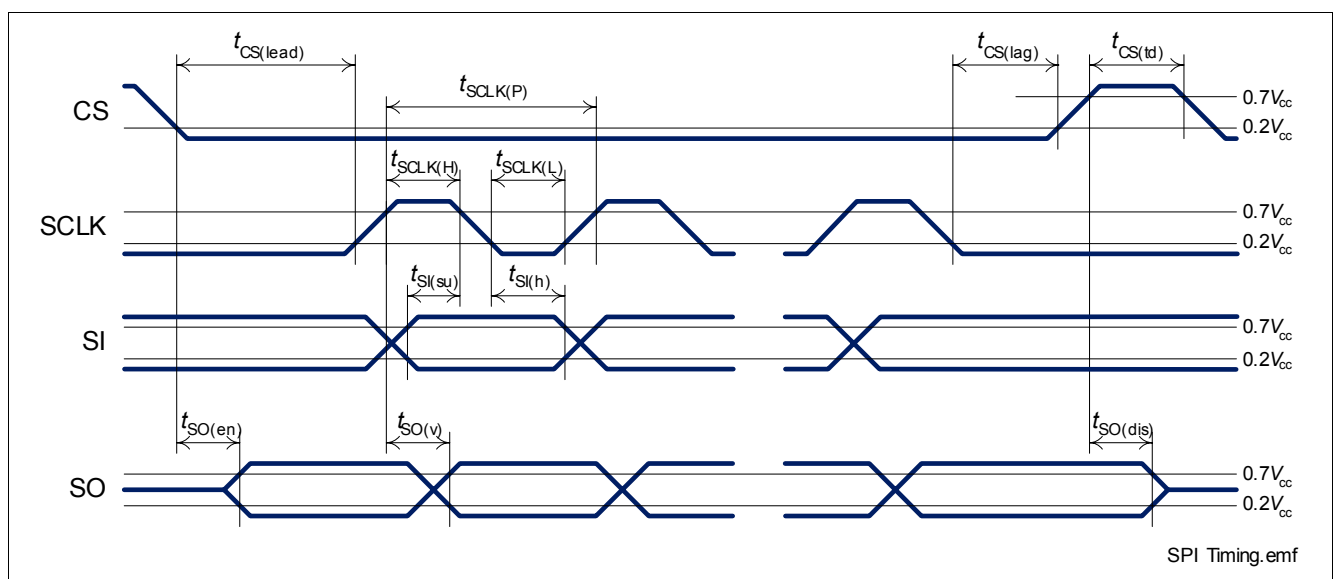 tCS(lead)
tCS(lag)
tCS(td)
tSCLK(P)
CS
0.7Vcc
0.2Vcc
tSCLK(H)
tSCLK(L)
SCLK
0.7Vcc
0.2Vcc
tSI(su)
tSI(h)
SI
0.7Vcc
0.2Vcc
tSO(en)
tSO(v)
tSO(dis)
SO
0.7Vcc
0.2Vcc
SPI Timing.emf